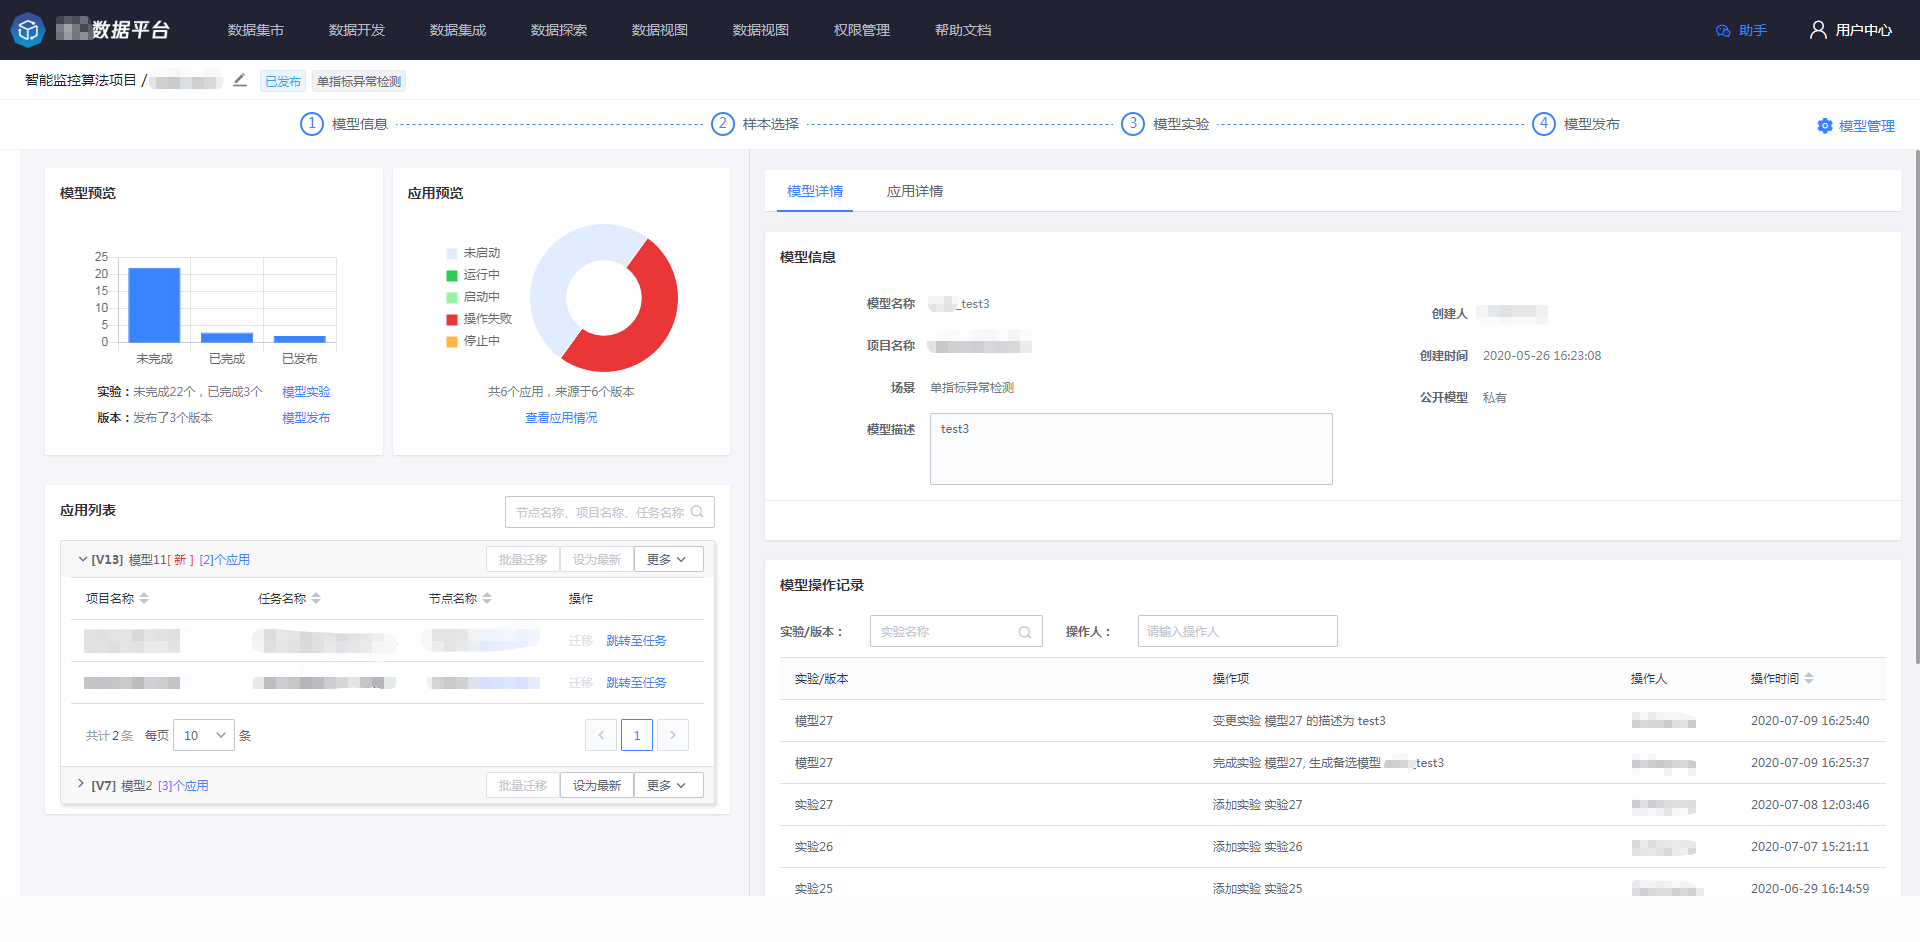 数据平台
数据集市 数据开发 数据集成 数据探索 数据视图 数据视图 权限管理 帮助文档
助手 用户中心
智能监控算法项目 /
已发布 单指标异常检测
1 模型信息 2 样本选择 3 模型实验 4 模型发布
模型管理
模型预览
25
20
15
10
5
0
未完成 已完成 已发布
实验：未完成22个，已完成3个 模型实验
版本：发布了3个版本 模型发布
应用预览
未启动
运行中
启动中
操作失败
停止中
共6个应用，来源于6个版本
查看应用情况
应用列表
节点名称、项目名称、任务名称
[V13] 模型11[ 新 ] [2]个应用 批量迁移 设为最新 更多
项目名称 任务名称 节点名称 操作
迁移 跳转至任务
迁移 跳转至任务
共计2条 每页 10 条 1
[V7] 模型2 [3]个应用 批量迁移 设为最新 更多
模型详情 应用详情
模型信息
模型名称 _test3
项目名称
场景 单指标异常检测
模型描述 test3
创建人
创建时间 2020-05-26 16:23:08
公开模型 私有
模型操作记录
实验/版本： 实验名称 操作人： 请输入操作人
实验/版本 操作项 操作人 操作时间
模型27 变更实验 模型27 的描述为 test3 2020-07-09 16:25:40
模型27 完成实验 模型27, 生成备选模型 _test3 2020-07-09 16:25:37
实验27 添加实验 实验27 2020-07-08 12:03:46
实验26 添加实验 实验26 2020-07-07 15:21:11
实验25 添加实验 实验25 2020-06-29 16:14:59